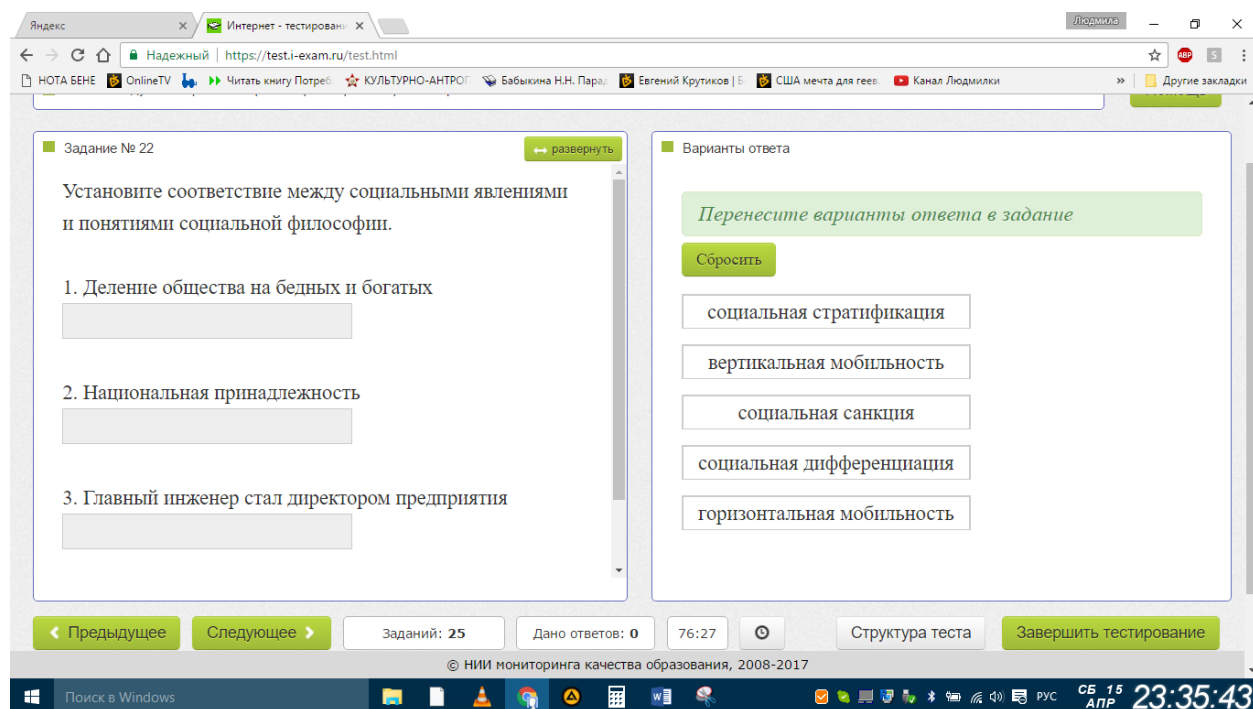 Яндекс
Интернет - тестировани
Людмила
Надежный | https://test.i-exam.ru/test.html
НОТА БЕНЕ OnlineTV Читать книгу Потреб КУЛЬТУРНО-АНТРОП Бабыкина Н.Н. Парад Евгений Крутиков | Б США мечта для геев. Канал Людмилки » Другие закладки
Задание № 22
развернуть
Установите соответствие между социальными явлениями
и понятиями социальной философии.
1. Деление общества на бедных и богатых
2. Национальная принадлежность
3. Главный инженер стал директором предприятия
Варианты ответа
Перенесите варианты ответа в задание
Сбросить
социальная стратификация
вертикальная мобильность
социальная санкция
социальная дифференциация
горизонтальная мобильность
Предыдущее
Следующее
Заданий: 25
Дано ответов: 0
76:27
Структура теста
Завершить тестирование
© НИИ мониторинга качества образования, 2008-2017
Поиск в Windows
РУС
СБ 15
АПР
23:35:43